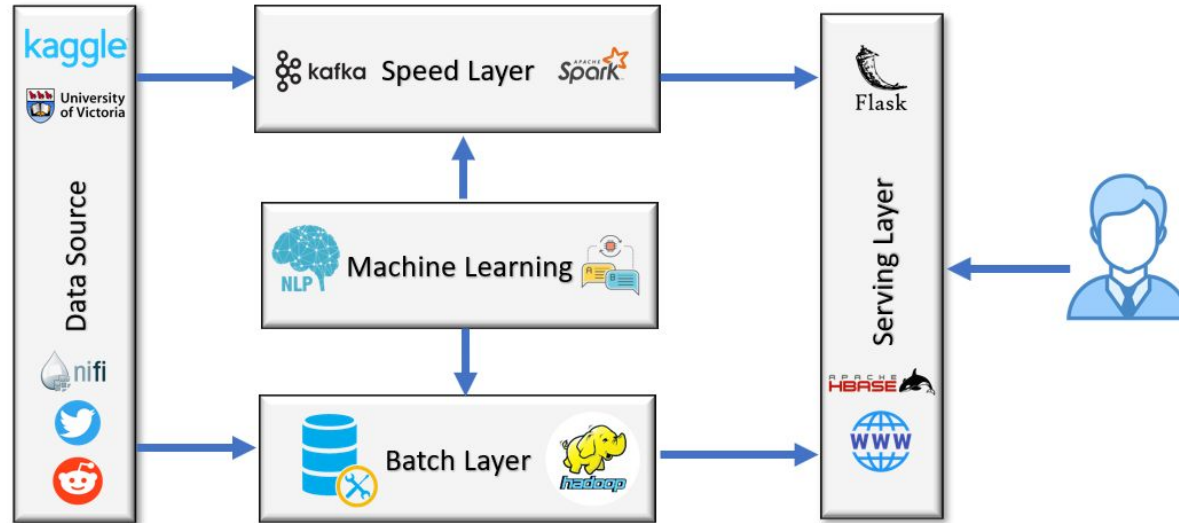 kaggle
University
of Victoria
Data Source
nifi
kafka
Speed Layer
APACHE
Spark
NLP
Machine Learning
A
B
Batch Layer
hadoop
Flask
Serving Layer
APACHE
HBASE
WWW